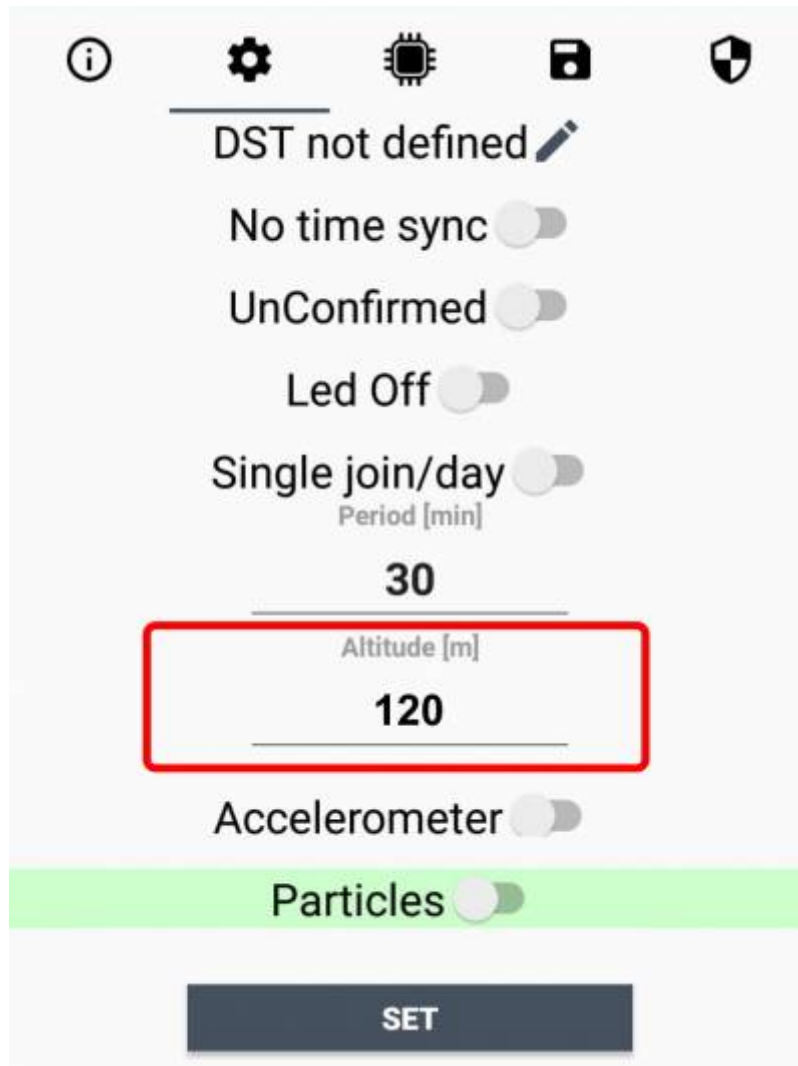 DST not defined
No time sync
UnConfirmed
Led Off
Single join/day
Period [min]
30
Altitude [m]
120
Accelerometer
Particles
SET